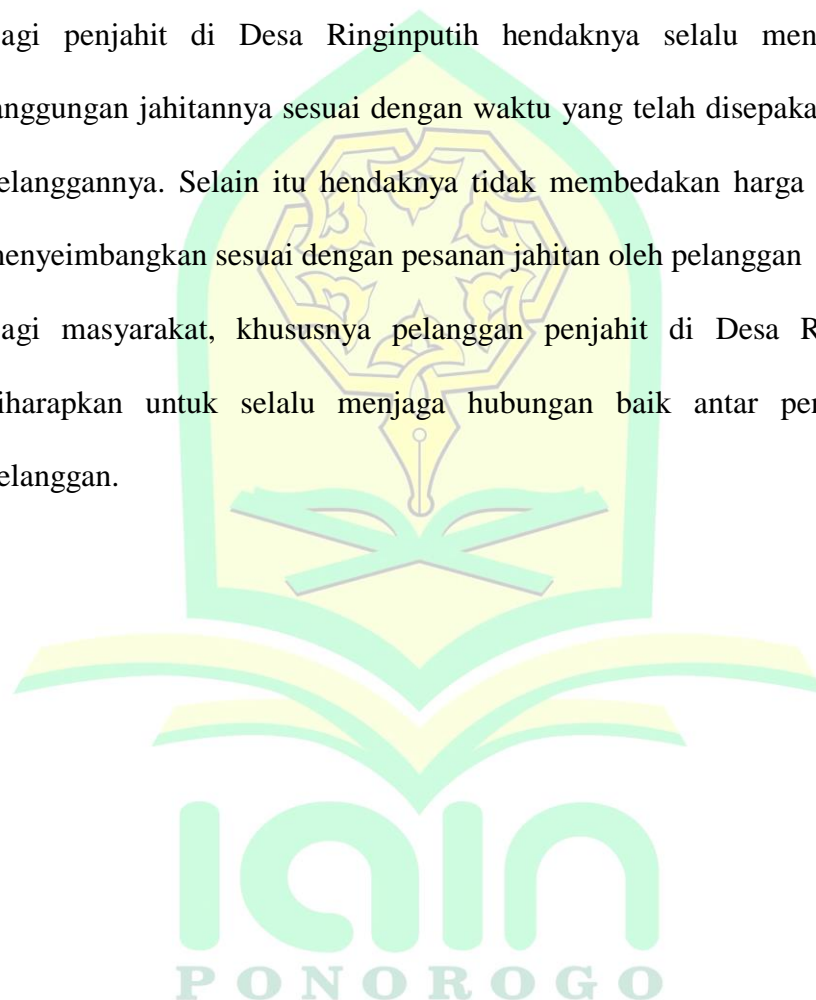 agi penjahit di Desa Ringinputih hendaknya selalu men
anggungan jahitannya sesuai dengan waktu yang telah disepaka
elanggannya. Selain itu hendaknya tidak membedakan harga
enyeimbangkan sesuai dengan pesanan jahitan oleh pelanggan
agi masyarakat, khususnya pelanggan penjahit di Desa R
iharapkan untuk selalu menjaga hubungan baik antar pe
elanggan.
iain
PONOROGO